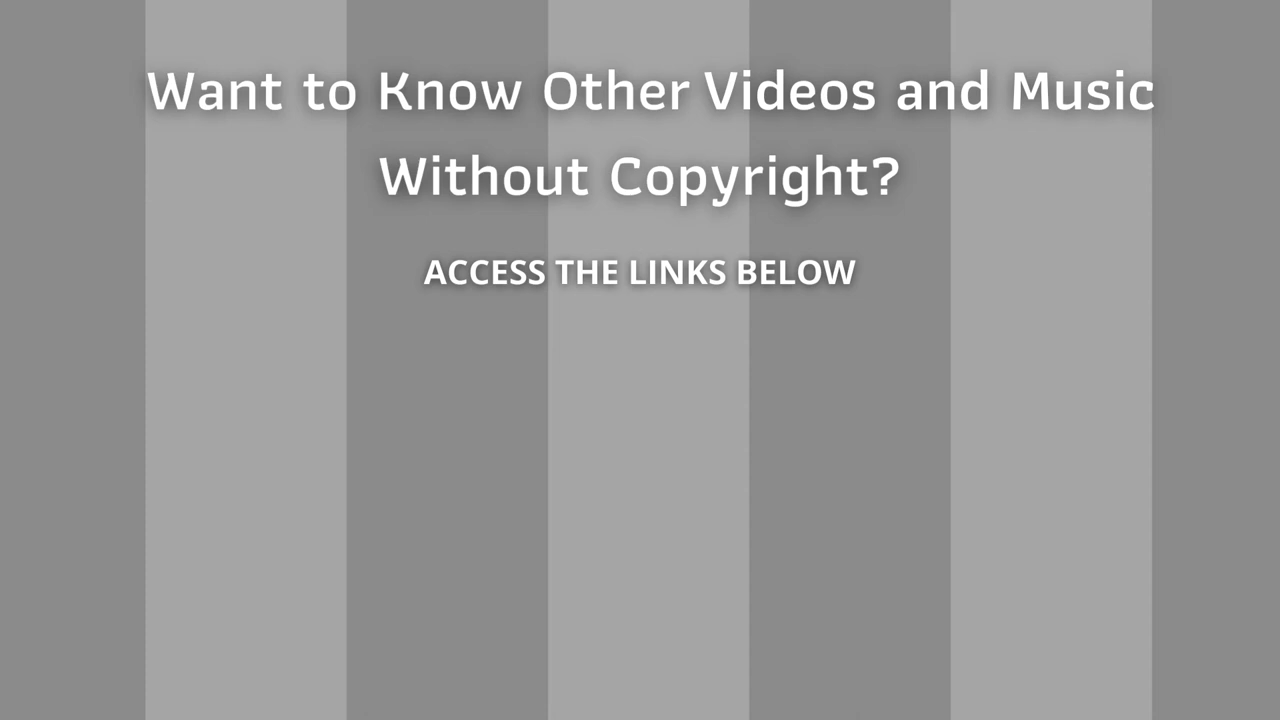 Want to Know Other Videos and Music
Without Copyright?
ACCESS THE LINKS BELOW